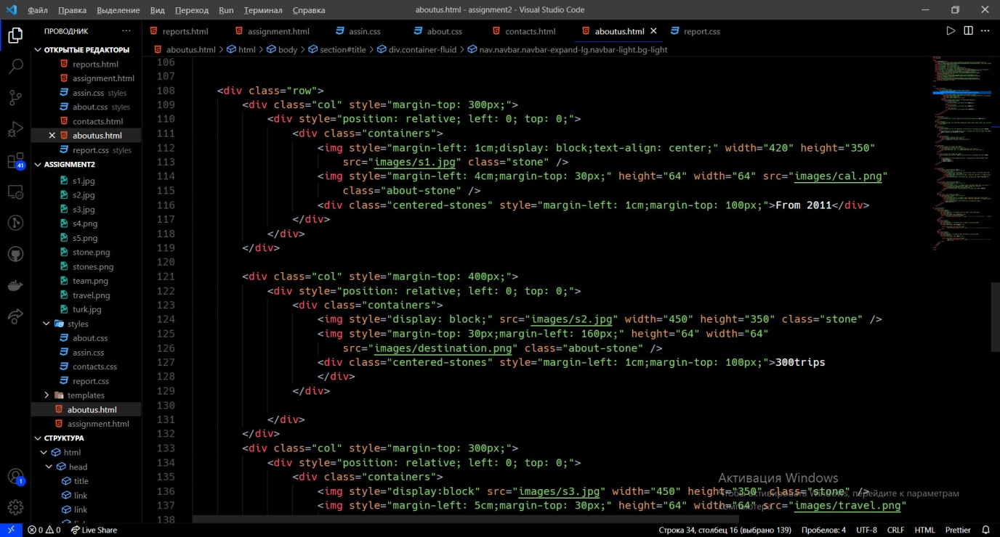 Файл Правка Выделение Вид Переход Run Терминал Справка
aboutus.html - assignment2 - Visual Studio Code
ПРОВОДНИК
ОТКРЫТЫЕ РЕДАКТОРЫ
reports.html
assignment.html
assin.css styles
about.css styles
contacts.html
aboutus.html
report.css styles
ASSIGNMENT2
s1.jpg
s2.jpg
s3.jpg
s4.png
s5.png
stone.png
stones.png
team.png
travel.png
turk.jpg
styles
about.css
assin.css
contacts.css
report.css
templates
aboutus.html
assignment.html
СТРУКТУРА
html
head
title
link
link
41
1
reports.html assignment.html assin.css about.css contacts.html aboutus.html report.css
aboutus.html > html > body > section#title > div.container-fluid > nav.navbar.navbar-expand-lg.navbar-light.bg-light
106
107
108 <div class="row">
109 <div class="col" style="margin-top: 300px;">
110 <div style="position: relative; left: 0; top: 0;">
111 <div class="containers">
112 <img style="margin-left: 1cm;display: block;text-align: center;" width="420" height="350"
113 src="images/s1.jpg" class="stone" />
114 <img style="margin-left: 4cm;margin-top: 30px;" height="64" width="64" src="images/cal.png"
115 class="about-stone" />
116 <div class="centered-stones" style="margin-left: 1cm;margin-top: 100px;">From 2011</div>
117 </div>
118 </div>
119 </div>
120
121 <div class="col" style="margin-top: 400px;">
122 <div style="position: relative; left: 0; top: 0;">
123 <div class="containers">
124 <img style="display: block;" src="images/s2.jpg" width="450" height="350" class="stone" />
125 <img style="margin-top: 30px;margin-left: 160px;" height="64" width="64"
126 src="images/destination.png" class="about-stone" />
127 <div class="centered-stones" style="margin-left: 1cm;margin-top: 100px;">300trips
128 </div>
129 </div>
130
131 </div>
132 </div>
133 <div class="col" style="margin-top: 300px;">
134 <div style="position: relative; left: 0; top: 0;">
135 <div class="containers">
136 <img style="display:block" src="images/s3.jpg" width="450" height="350" class="stone" />
137 <img style="margin-left: 5cm;margin-top: 30px;" height="64" width="64" src="images/travel.png"
138
Активация Windows
Чтобы активировать Windows, перейдите к параметрам
компьютера.
0 0 Live Share
Строка 34, столбец 16 (выбрано 139) Пробелов: 4 UTF-8 CRLF HTML Prettier